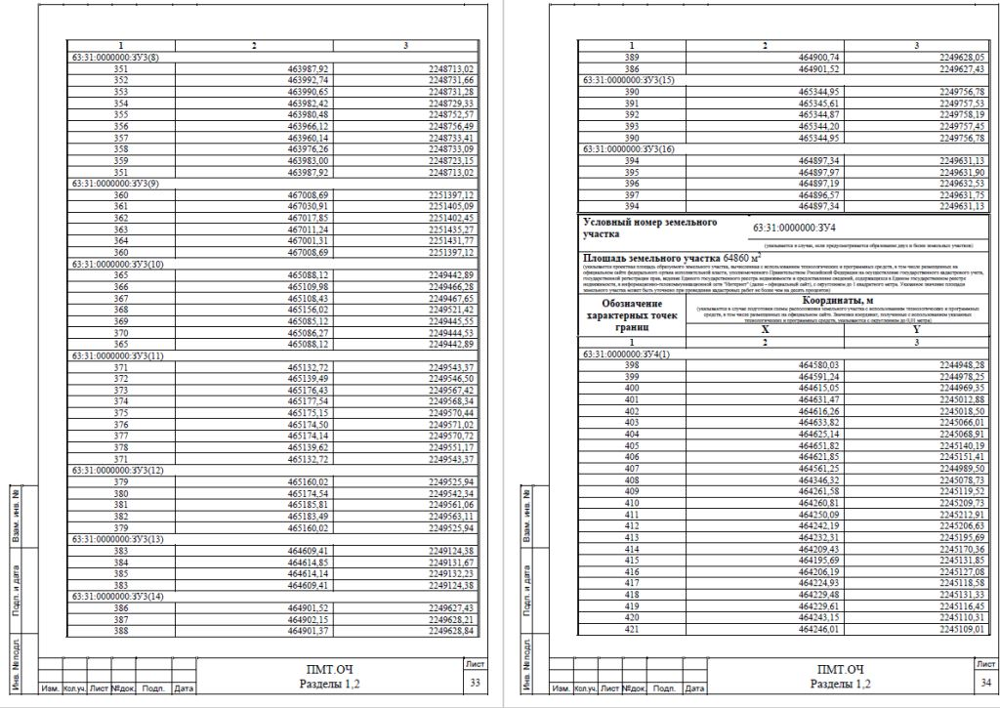 1 2 3
63:31:0000000:ЗУ3(8)
351 463987,92 2248713,02
352 463992,74 2248731,66
353 463990,65 2248731,28
354 463982,42 2248729,33
355 463980,48 2248752,57
356 463966,12 2248756,49
357 463960,14 2248733,41
358 463976,26 2248733,09
359 463983,00 2248723,15
351 463987,92 2248713,02
63:31:0000000:ЗУ3(9)
360 467008,69 2251397,12
361 467030,91 2251405,09
362 467017,85 2251402,45
363 467011,24 2251435,27
364 467001,31 2251431,77
360 467008,69 2251397,12
63:31:0000000:ЗУ3(10)
365 465088,12 2249442,89
366 465109,98 2249466,28
367 465108,43 2249467,65
368 465156,02 2249521,42
369 465085,12 2249445,55
370 465086,27 2249444,53
365 465088,12 2249442,89
63:31:0000000:ЗУ3(11)
371 465132,72 2249543,37
372 465139,49 2249546,50
373 465176,43 2249567,42
374 465177,54 2249568,34
375 465175,15 2249570,44
376 465174,50 2249571,02
377 465174,14 2249570,72
378 465139,62 2249551,17
371 465132,72 2249543,37
63:31:0000000:ЗУ3(12)
379 465160,02 2249525,94
380 465174,54 2249542,34
381 465185,81 2249561,06
382 465183,49 2249563,11
379 465160,02 2249525,94
63:31:0000000:ЗУ3(13)
383 464609,41 2249124,38
384 464614,85 2249131,67
385 464614,14 2249132,23
383 464609,41 2249124,38
63:31:0000000:ЗУ3(14)
386 464901,52 2249627,43
387 464902,15 2249628,21
388 464901,37 2249628,84
Взам. инв. №
Подп. и дата
Инв. № подл.
Изм. Кол.уч. Лист №док. Подп. Дата
ПМТ.ОЧ
Разделы 1,2
Лист
33
1 2 3
389 464900,74 2249628,05
386 464901,52 2249627,43
63:31:0000000:ЗУ3(15)
390 465344,95 2249756,78
391 465345,61 2249757,53
392 465344,87 2249758,19
393 465344,20 2249757,45
390 465344,95 2249756,78
63:31:0000000:ЗУ3(16)
394 464897,34 2249631,13
395 464897,97 2249631,90
396 464897,19 2249632,53
397 464896,57 2249631,75
394 464897,34 2249631,13
Условный номер земельного
участка
63:31:0000000:ЗУ4
(указывается в случае, если предусматривается образование двух и более земельных участков)
Площадь земельного участка 64860 м2
(указывается проектная площадь образуемого земельного участка, вычисленная с использованием технологических и программных средств, в том числе размещенных на
официальном сайте федерального органа исполнительной власти, уполномоченного Правительством Российской Федерации на осуществление государственного кадастрового учета,
государственной регистрации прав, ведение Единого государственного реестра недвижимости и предоставление сведений, содержащихся в Едином государственном реестре
недвижимости, в информационно-телекоммуникационной сети "Интернет" (далее - официальный сайт), с округлением до 1 квадратного метра. Указанное значение площади
земельного участка может быть уточнено при проведении кадастровых работ не более чем на десять процентов)
Обозначение
характерных точек
границ
Координаты, м
(указываются в случае подготовки схемы расположения земельного участка с использованием технологических и программных
средств, в том числе размещенных на официальном сайте. Значения координат, полученные с использованием указанных
технологических и программных средств, указываются с округлением до 0,01 метра)
X Y
1 2 3
63:31:0000000:ЗУ4(1)
398 464580,03 2244948,28
399 464591,24 2244978,25
400 464615,05 2244969,35
401 464631,47 2245012,88
402 464616,26 2245018,50
403 464633,82 2245066,01
404 464625,14 2245068,91
405 464651,82 2245140,19
406 464621,85 2245151,41
407 464561,25 2244989,50
408 464346,32 2245078,73
409 464261,58 2245119,52
410 464260,81 2245209,73
411 464250,09 2245212,91
412 464242,19 2245206,63
413 464232,31 2245195,69
414 464209,43 2245170,36
415 464195,69 2245131,85
416 464206,19 2245127,08
417 464224,93 2245118,58
418 464229,48 2245131,33
419 464229,61 2245116,45
420 464243,15 2245110,31
421 464246,01 2245109,01
Взам. инв. №
Подп. и дата
Инв. № подл.
Изм. Кол.уч. Лист №док. Подп. Дата
ПМТ.ОЧ
Разделы 1,2
Лист
34